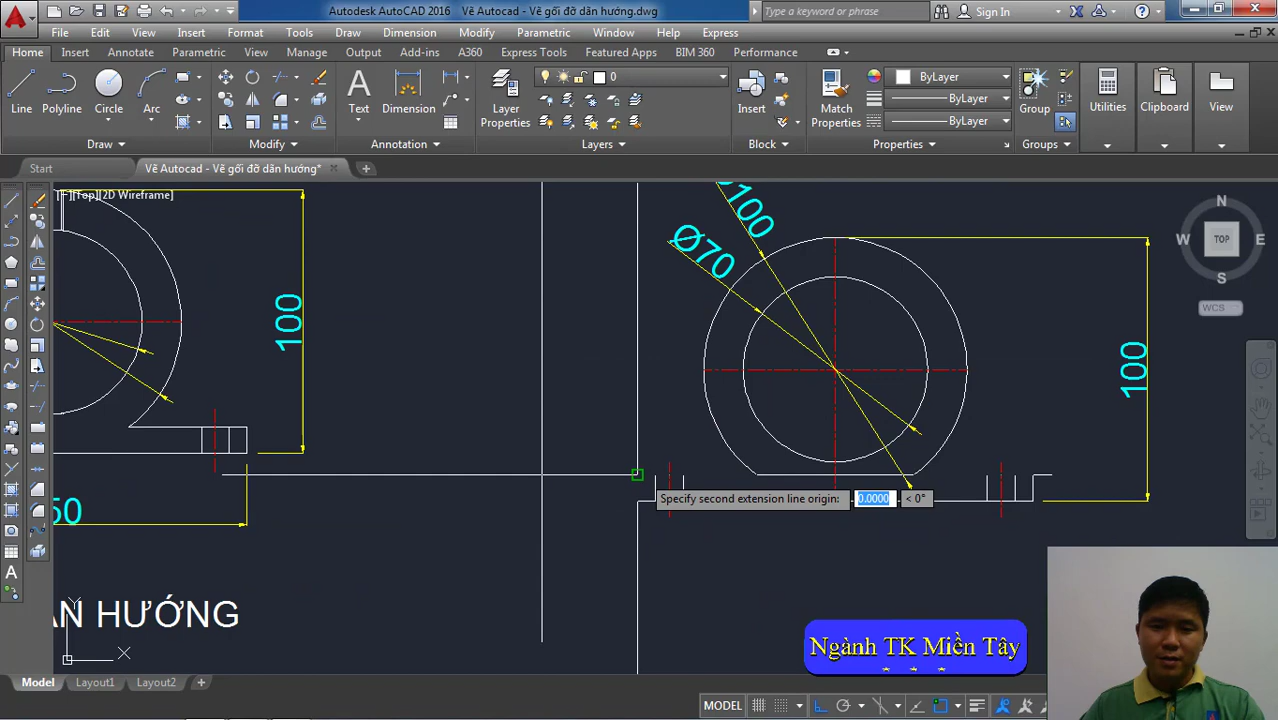 Autodesk AutoCAD 2016 Vẽ Autocad - Vẽ gối đỡ dẫn hướng.dwg
Type a keyword or phrase
Sign In
File Edit View Insert Format Tools Draw Dimension Modify Parametric Window Help Express
Home Insert Annotate Parametric View Manage Output Add-ins A360 Express Tools Featured Apps BIM 360 Performance
0
ByLayer
ByLayer
ByLayer
Line Polyline Circle Arc
Text Dimension
Layer Properties
Insert
Match Properties
Group
Utilities
Clipboard
View
Draw
Modify
Annotation
Layers
Block
Properties
Groups
Start
Vẽ Autocad - Vẽ gối đỡ dẫn hướng*
[−][Top][2D Wireframe]
N
W TOP E
S
WCS
100
Ø70
100
100
Specify second extension line origin: 0.0000 < 0°
50
HƯỚNG
Y
X
Ngành TK Miền Tây
Model Layout1 Layout2
MODEL